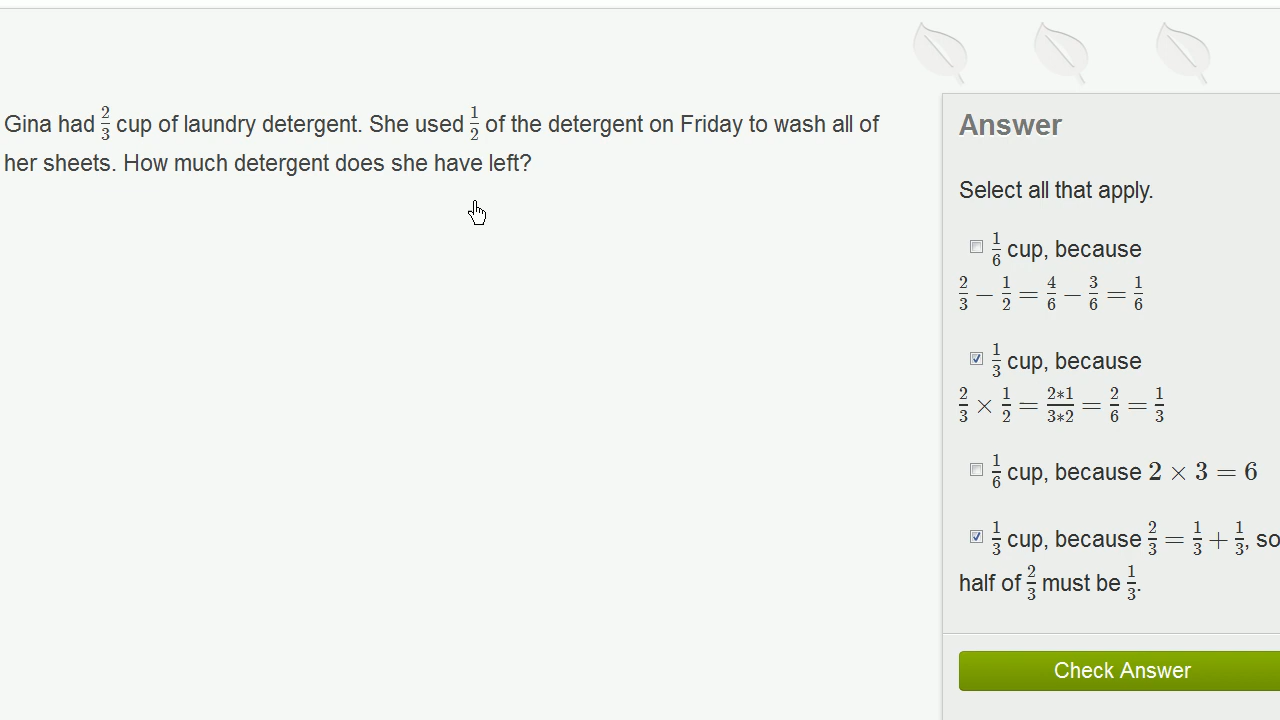 Gina had 2/3 cup of laundry detergent. She used 1/2 of the detergent on Friday to wash all of
her sheets. How much detergent does she have left?
Answer
Select all that apply.
1/6 cup, because
2/3 − 1/2 = 4/6 − 3/6 = 1/6
1/3 cup, because
2/3 × 1/2 = 2*1/3*2 = 2/6 = 1/3
1/6 cup, because 2 × 3 = 6
1/3 cup, because 2/3 = 1/3 + 1/3, so
half of 2/3 must be 1/3.
Check Answer